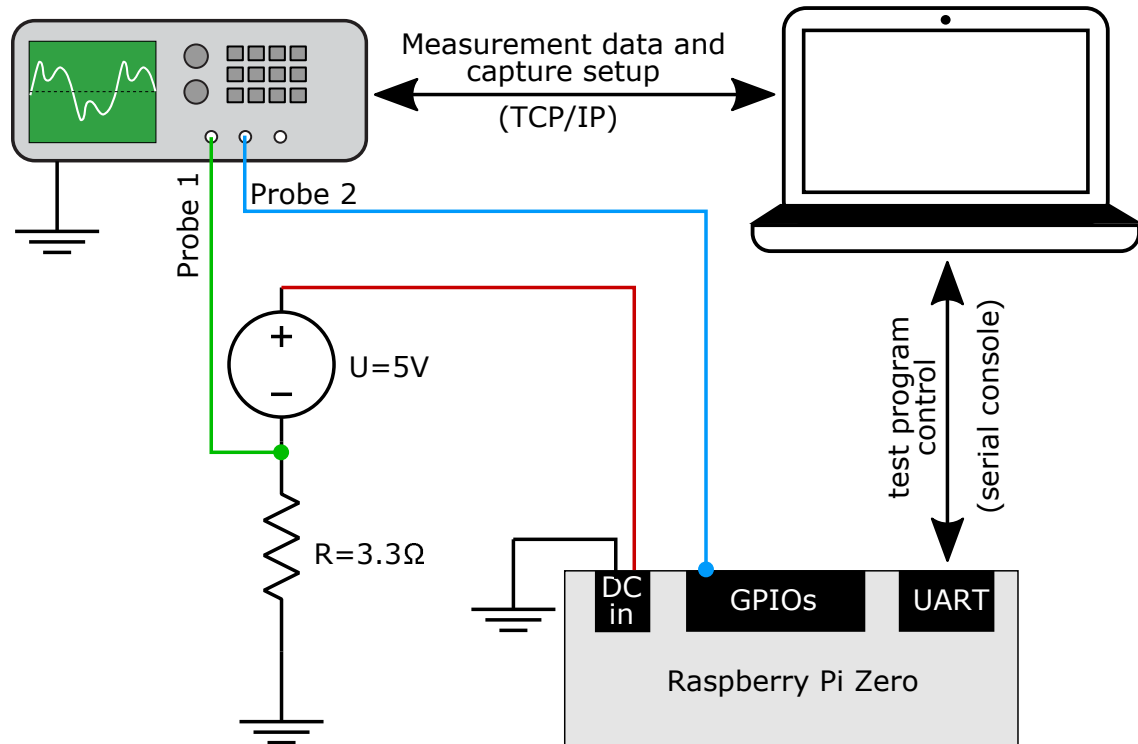 Measurement data and
capture setup
(TCP/IP)
Probe 1
Probe 2
+
U=5V
−
test program
control
(serial console)
R=3.3Ω
DC
in
GPIOs
UART
Raspberry Pi Zero